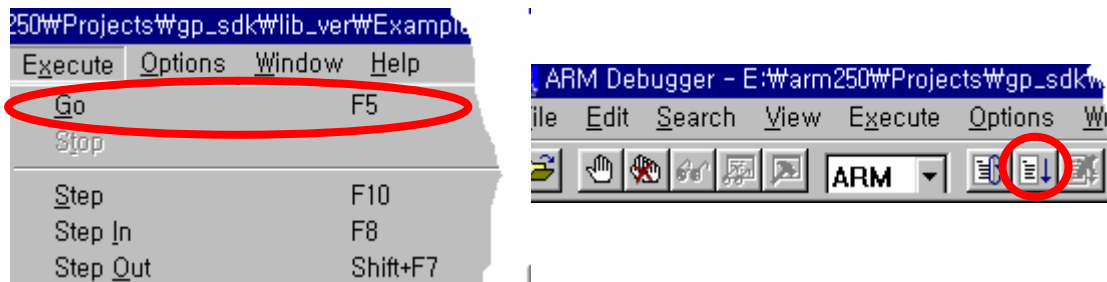 250₩Projects₩gp_sdk₩lib_ver₩Example
Execute Options Window Help
Go F5
Stop
Step F10
Step In F8
Step Out Shift+F7
ARM Debugger - E:₩arm250₩Projects₩gp_sdk₩
ile Edit Search View Execute Options Wi
ARM